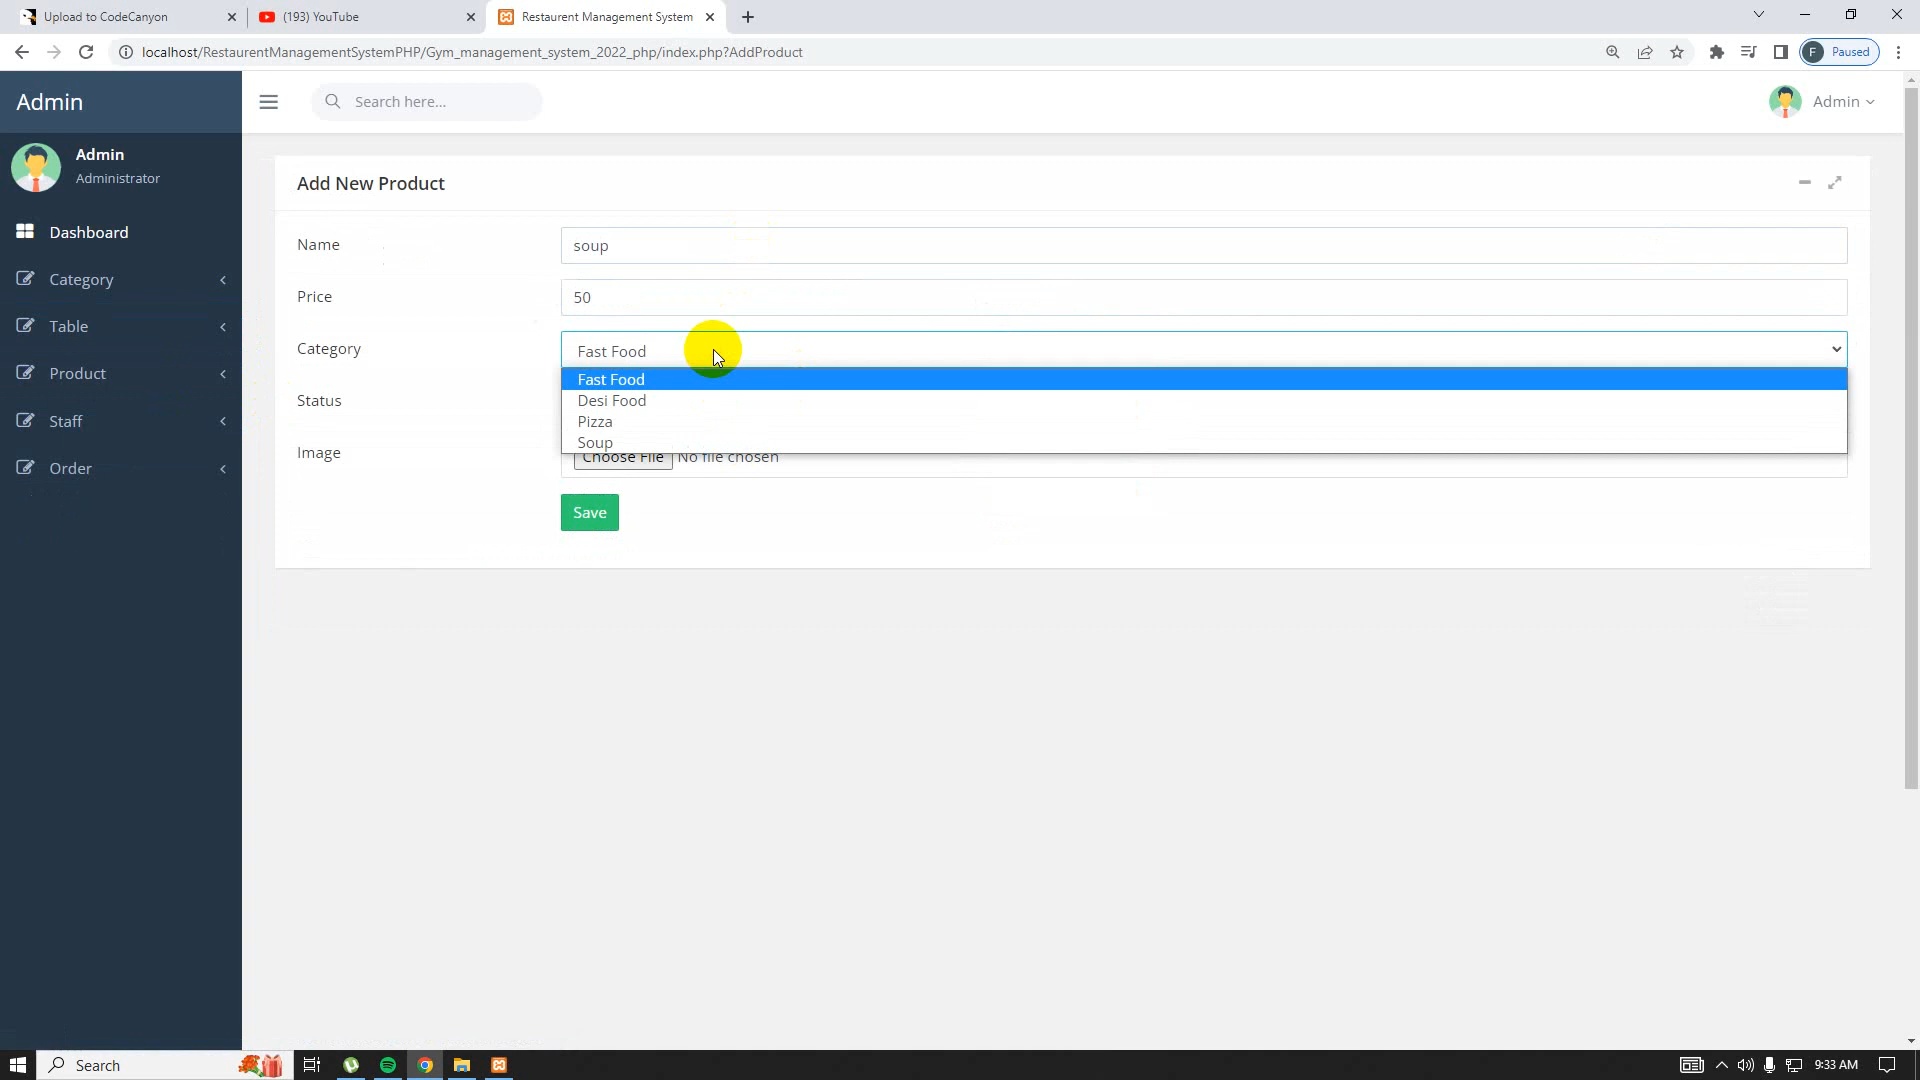 Upload to CodeCanyon
(193) YouTube
Restaurent Management System
localhost/RestaurentManagementSystemPHP/Gym_management_system_2022_php/index.php?AddProduct
F
Paused
Admin
Search here...
Admin
Admin
Administrator
Dashboard
Category
Table
Product
Staff
Order
Add New Product
Name
soup
Price
50
Category
Fast Food
Fast Food
Desi Food
Pizza
Soup
Status
Image
Choose File No file chosen
Save
Search
9:33 AM